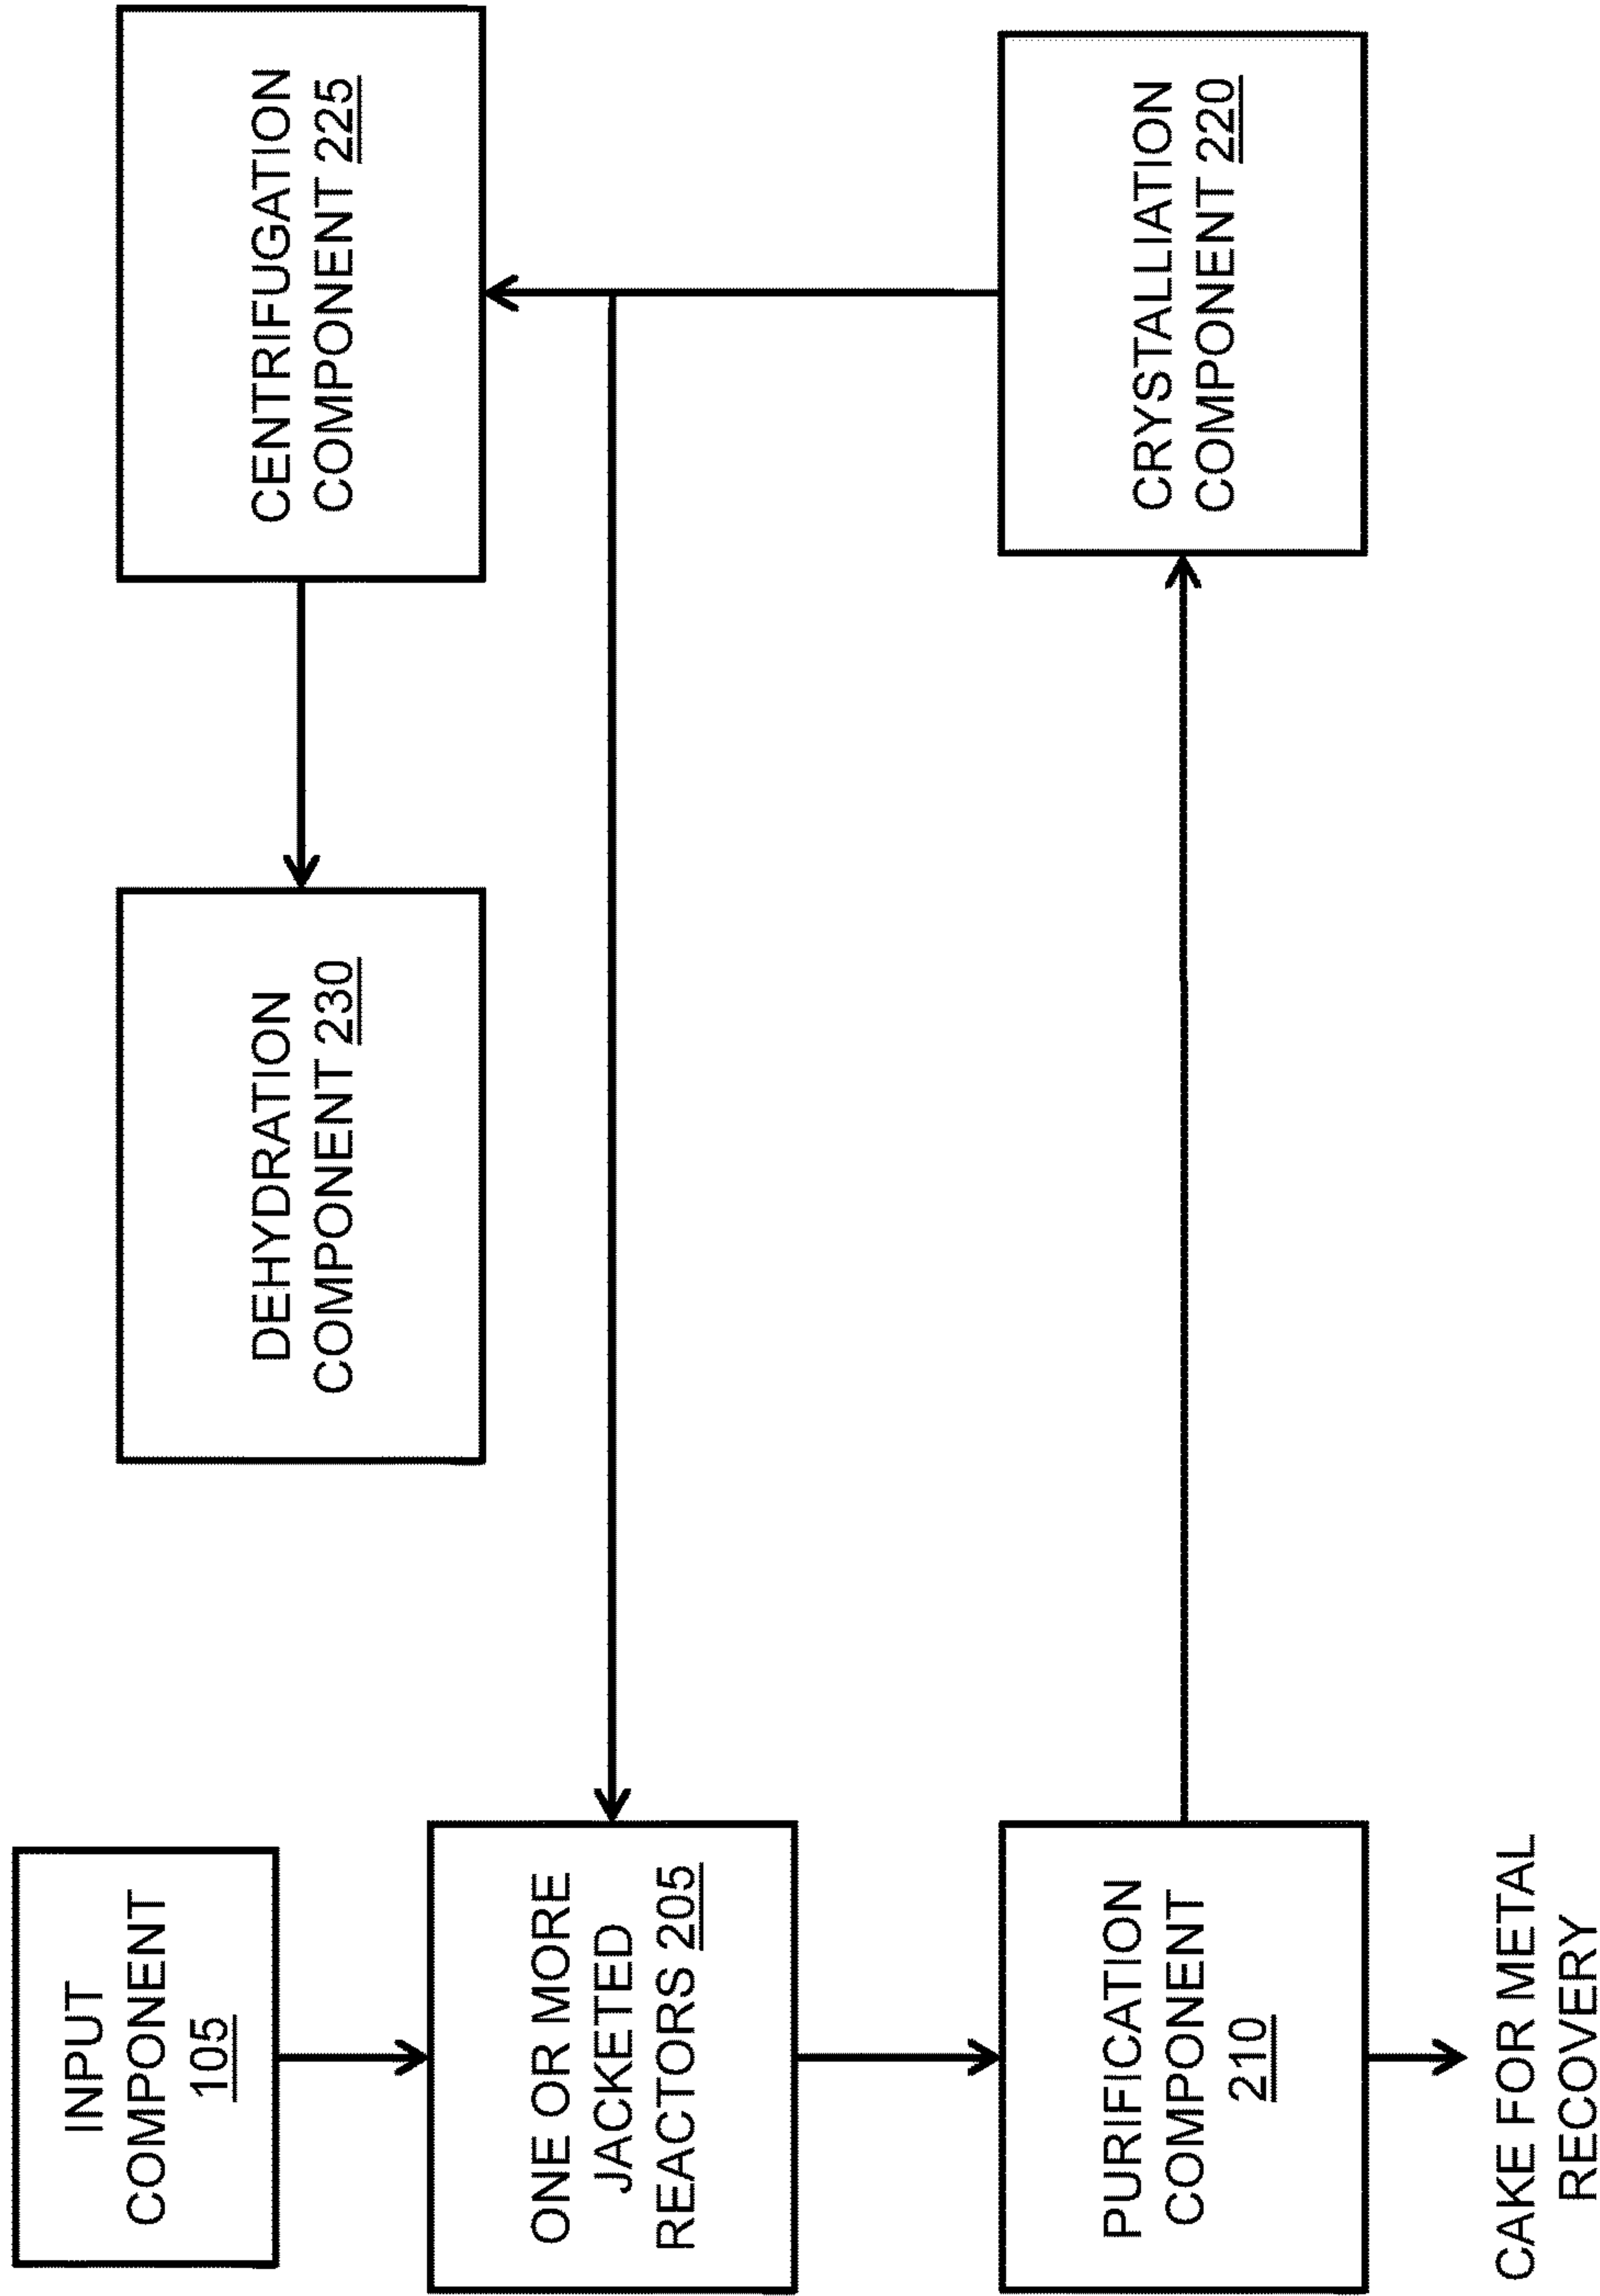 INPUT
COMPONENT
105
ONE OR MORE
JACKETED
REACTORS 205
PURIFICATION
COMPONENT
210
CAKE FOR METAL
RECOVERY
DEHYDRATION
COMPONENT 230
CENTRIFUGATION
COMPONENT 225
CRYSTALLIATION
COMPONENT 220